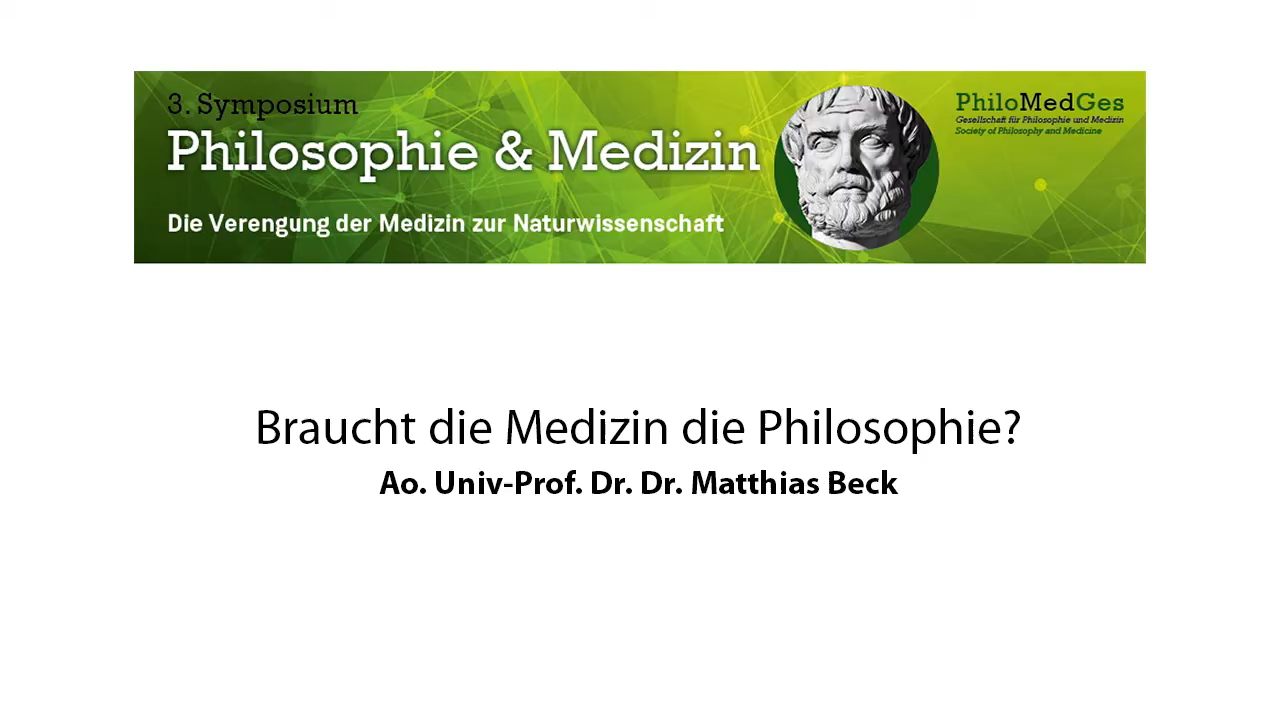 3. Symposium
Philosophie & Medizin
Die Verengung der Medizin zur Naturwissenschaft
PhiloMedGes
Gesellschaft für Philosophie und Medizin
Society of Philosophy and Medicine
Braucht die Medizin die Philosophie?
Ao. Univ-Prof. Dr. Dr. Matthias Beck